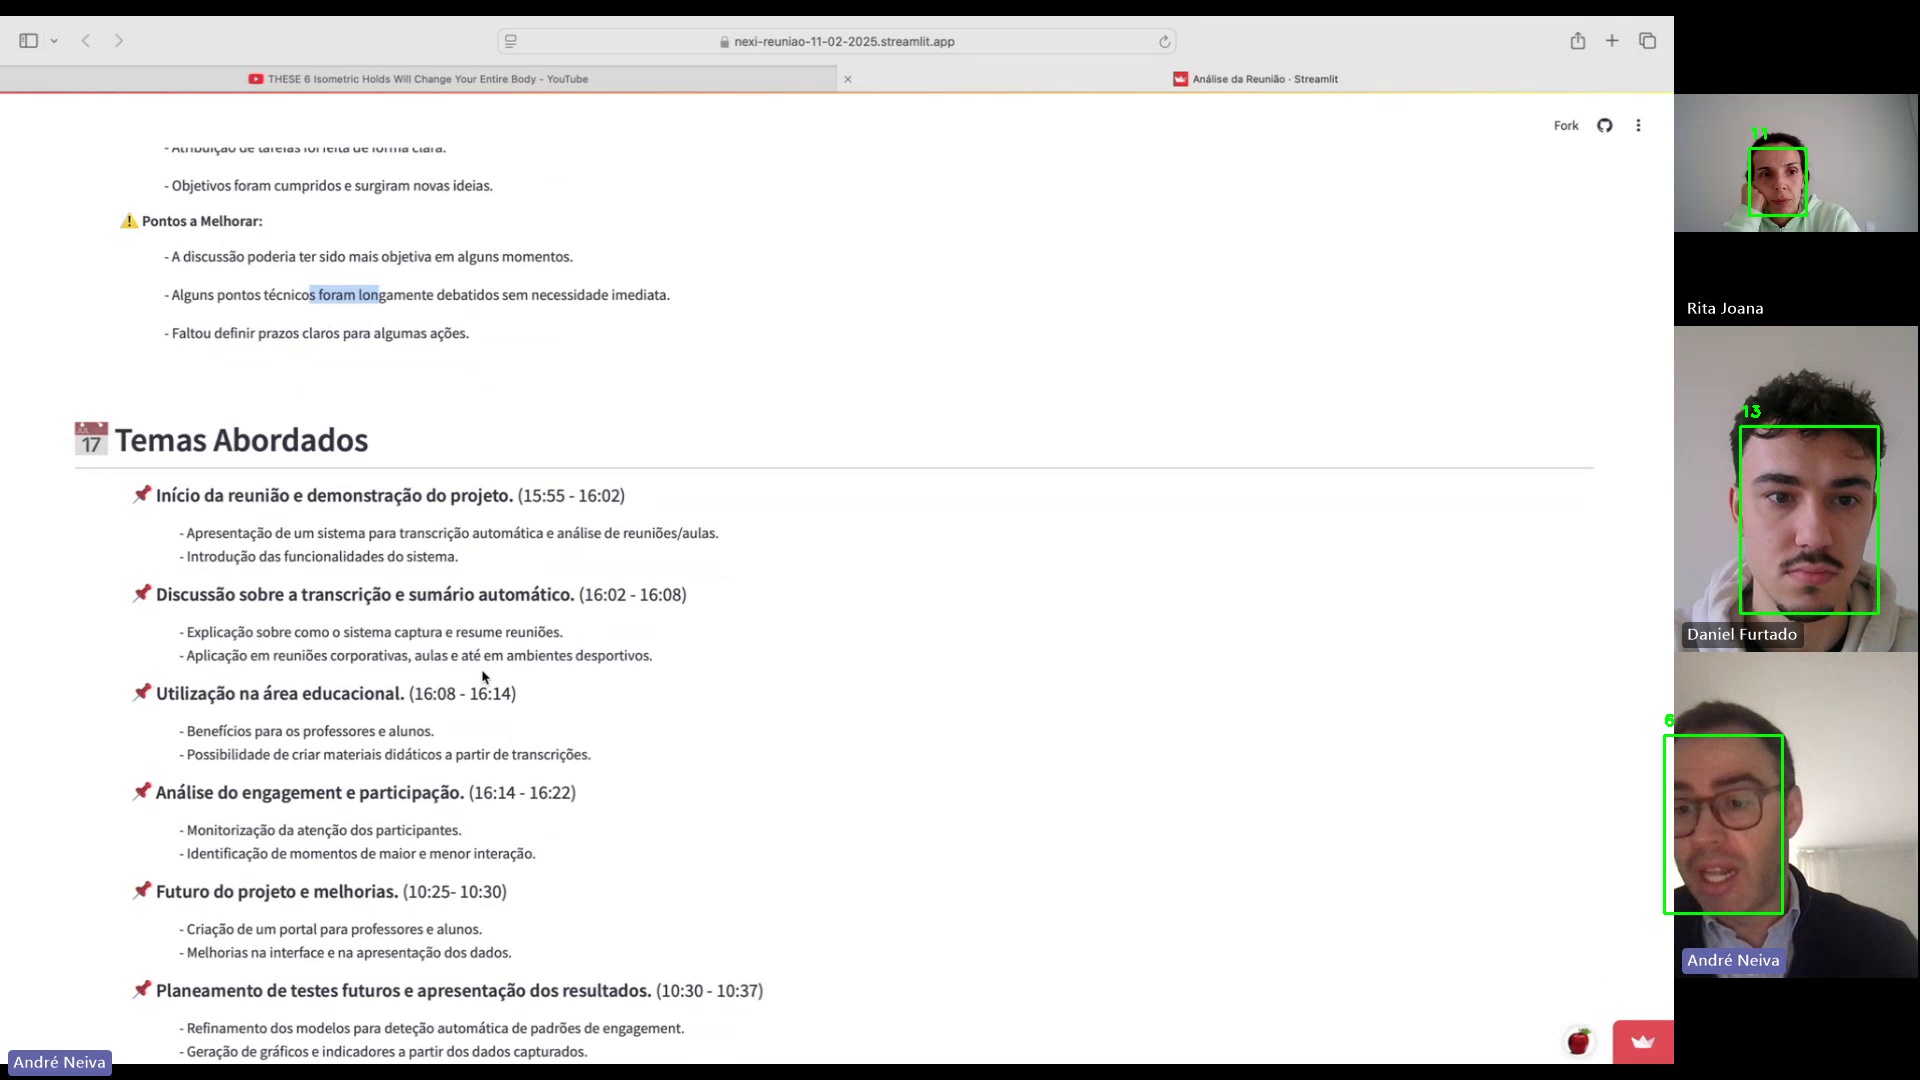 nexi-reuniao-11-02-2025.streamlit.app
THESE 6 Isometric Holds Will Change Your Entire Body - YouTube
Análise da Reunião · Streamlit
Fork
- Atribuição de tarefas foi feita de forma clara.
- Objetivos foram cumpridos e surgiram novas ideias.
Pontos a Melhorar:
- A discussão poderia ter sido mais objetiva em alguns momentos.
- Alguns pontos técnicos foram longamente debatidos sem necessidade imediata.
- Faltou definir prazos claros para algumas ações.
17 Temas Abordados
Início da reunião e demonstração do projeto. (15:55 - 16:02)
- Apresentação de um sistema para transcrição automática e análise de reuniões/aulas.
- Introdução das funcionalidades do sistema.
Discussão sobre a transcrição e sumário automático. (16:02 - 16:08)
- Explicação sobre como o sistema captura e resume reuniões.
- Aplicação em reuniões corporativas, aulas e até em ambientes desportivos.
Utilização na área educacional. (16:08 - 16:14)
- Benefícios para os professores e alunos.
- Possibilidade de criar materiais didáticos a partir de transcrições.
Análise do engagement e participação. (16:14 - 16:22)
- Monitorização da atenção dos participantes.
- Identificação de momentos de maior e menor interação.
Futuro do projeto e melhorias. (10:25- 10:30)
- Criação de um portal para professores e alunos.
- Melhorias na interface e na apresentação dos dados.
Planeamento de testes futuros e apresentação dos resultados. (10:30 - 10:37)
- Refinamento dos modelos para deteção automática de padrões de engagement.
- Geração de gráficos e indicadores a partir dos dados capturados.
André Neiva
11
Rita Joana
13
Daniel Furtado
André Neiva